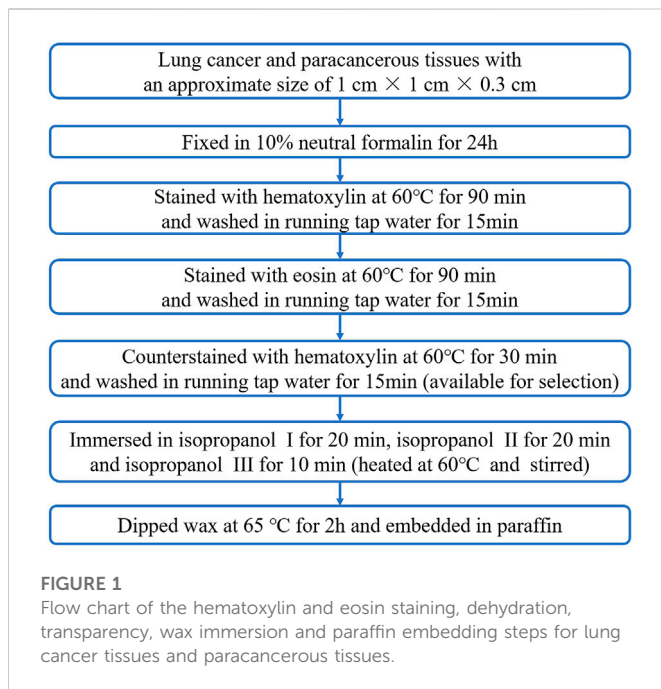 Lung cancer and paracancerous tissues with
an approximate size of 1 cm × 1 cm × 0.3 cm
Fixed in 10% neutral formalin for 24h
Stained with hematoxylin at 60℃ for 90 min
and washed in running tap water for 15min
Stained with eosin at 60℃ for 90 min
and washed in running tap water for 15min
Counterstained with hematoxylin at 60℃ for 30 min
and washed in running tap water for 15min (available for selection)
Immersed in isopropanol Ⅰ for 20 min, isopropanol Ⅱ for 20 min
and isopropanol Ⅲ for 10 min (heated at 60℃ and stirred)
Dipped wax at 65 ℃ for 2h and embedded in paraffin
FIGURE 1
Flow chart of the hematoxylin and eosin staining, dehydration,
transparency, wax immersion and paraffin embedding steps for lung
cancer tissues and paracancerous tissues.